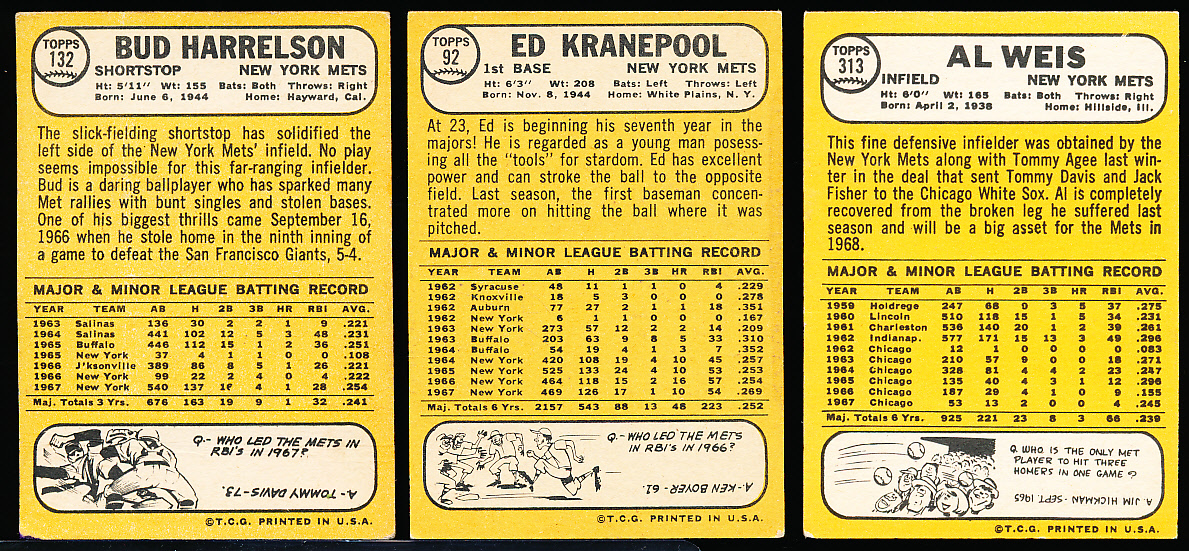 TOPPS
132
BUD HARRELSON
SHORTSTOP NEW YORK METS
Ht: 5'11" Wt: 155 Bats: Both Throws: Right
Born: June 6, 1944 Home: Hayward, Cal.
The slick-fielding shortstop has solidified the
left side of the New York Mets' infield. No play
seems impossible for this far-ranging infielder.
Bud is a daring ballplayer who has sparked many
Met rallies with bunt singles and stolen bases.
One of his biggest thrills came September 16,
1966 when he stole home in the ninth inning of
a game to defeat the San Francisco Giants, 5-4.
MAJOR & MINOR LEAGUE BATTING RECORD
YEAR TEAM AB H 2B 3B HR RBI AVG.
1963 Salinas 136 30 2 2 1 9 .221
1964 Salinas 441 102 12 5 3 48 .231
1965 Buffalo 446 112 15 1 2 36 .251
1965 New York 37 4 1 1 0 0 .108
1966 J'ksonville 389 86 8 5 1 26 .221
1966 New York 99 22 2 4 0 4 .222
1967 New York 540 137 16 4 1 28 .254
Maj. Totals 3 Yrs. 676 163 19 9 1 32 .241
Q.- WHO LED THE METS IN
RBI'S IN 1967?
A.- TOMMY DAVIS-73.
©T.C.G. PRINTED IN U.S.A.
TOPPS
92
ED KRANEPOOL
1st BASE NEW YORK METS
Ht: 6'3" Wt: 208 Bats: Left Throws: Left
Born: Nov. 8, 1944 Home: White Plains, N. Y.
At 23, Ed is beginning his seventh year in the
majors! He is regarded as a young man posess-
ing all the "tools" for stardom. Ed has excellent
power and can stroke the ball to the opposite
field. Last season, the first baseman concen-
trated more on hitting the ball where it was
pitched.
MAJOR & MINOR LEAGUE BATTING RECORD
YEAR TEAM AB H 2B 3B HR RBI AVG.
1962 Syracuse 48 11 1 1 0 4 .229
1962 Knoxville 18 5 3 0 0 0 .278
1962 Auburn 77 27 2 1 1 18 .351
1962 New York 6 1 1 0 0 0 .167
1963 New York 273 57 12 2 2 14 .209
1963 Buffalo 203 63 9 8 5 33 .310
1964 Buffalo 54 19 4 1 3 7 .352
1964 New York 420 108 19 4 10 45 .257
1965 New York 525 133 24 4 10 53 .253
1966 New York 464 118 15 2 16 57 .254
1967 New York 469 126 17 1 10 54 .269
Maj. Totals 6 Yrs. 2157 543 88 13 48 223 .252
Q.- WHO LED THE METS
IN RBI'S IN 1966?
A.- KEN BOYER - 61.
©T.C.G. PRINTED IN U.S.A.
TOPPS
313
AL WEIS
INFIELD NEW YORK METS
Ht: 6'0" Wt: 165 Bats: Both Throws: Right
Born: April 2, 1938 Home: Hillside, Ill.
This fine defensive infielder was obtained by the
New York Mets along with Tommy Agee last win-
ter in the deal that sent Tommy Davis and Jack
Fisher to the Chicago White Sox. Al is completely
recovered from the broken leg he suffered last
season and will be a big asset for the Mets in
1968.
MAJOR & MINOR LEAGUE BATTING RECORD
YEAR TEAM AB H 2B 3B HR RBI AVG.
1959 Holdrege 247 68 9 3 5 37 .275
1960 Lincoln 510 118 15 1 5 34 .231
1961 Charleston 536 140 20 1 2 39 .261
1962 Indianap. 577 171 15 13 3 49 .296
1962 Chicago 12 1 0 0 0 0 .083
1963 Chicago 210 57 9 0 0 18 .271
1964 Chicago 328 81 4 4 2 23 .247
1965 Chicago 135 40 4 3 1 12 .296
1966 Chicago 187 29 4 1 0 9 .155
1967 Chicago 53 13 2 0 0 4 .245
Maj. Totals 6 Yrs. 925 221 23 8 3 66 .239
Q. WHO IS THE ONLY MET
PLAYER TO HIT THREE
HOMERS IN ONE GAME?
A. JIM HICKMAN-SEPT. 1965
©T.C.G. PRINTED IN U.S.A.